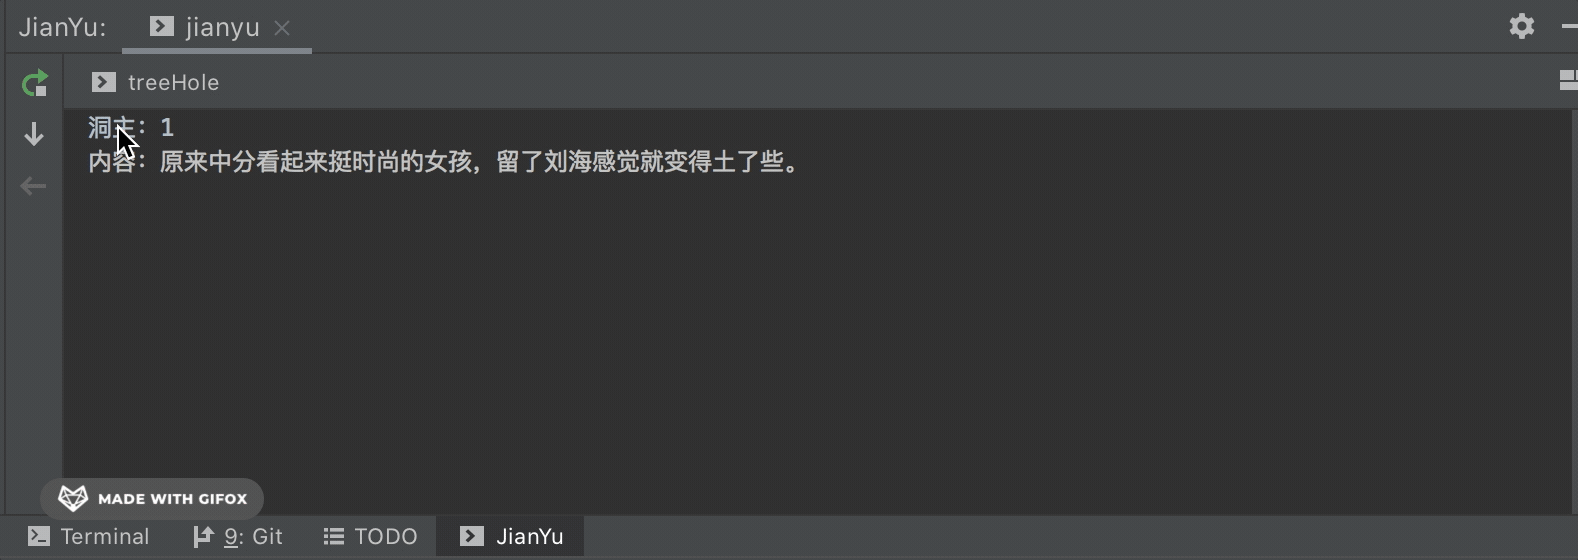 JianYu: jianyu
treeHole
洞主：1
内容：原来中分看起来挺时尚的女孩，留了刘海感觉就变得土了些。
MADE WITH GIFOX
Terminal 9: Git TODO JianYu